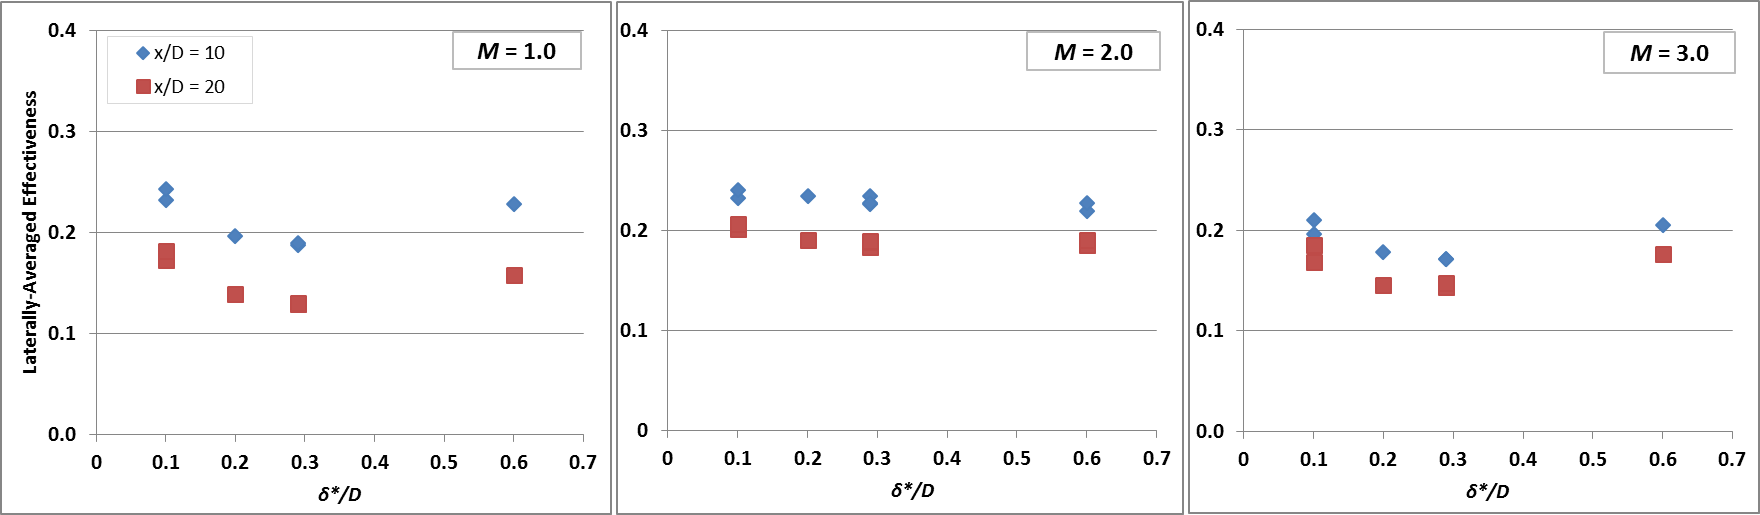 Laterally-Averaged Effectiveness
0.4
0.3
0.2
0.1
0.0
x/D = 10
x/D = 20
M = 1.0
0 0.1 0.2 0.3 0.4 0.5 0.6 0.7
δ*/D
0.4
0.3
0.2
0.1
0
M = 2.0
0 0.1 0.2 0.3 0.4 0.5 0.6 0.7
δ*/D
0.4
0.3
0.2
0.1
0.0
M = 3.0
0 0.1 0.2 0.3 0.4 0.5 0.6 0.7
δ*/D